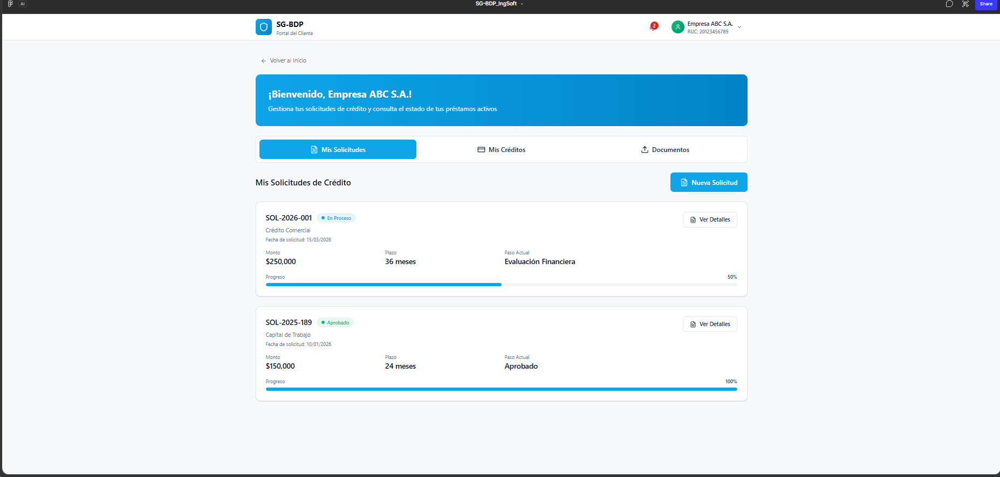 AI
SG-BDP_IngSoft
Share
SG-BDP
Portal del Cliente
2
Empresa ABC S.A.
RUC: 20123456789
Volver al Inicio
¡Bienvenido, Empresa ABC S.A.!
Gestiona tus solicitudes de crédito y consulta el estado de tus préstamos activos
Mis Solicitudes
Mis Créditos
Documentos
Mis Solicitudes de Crédito
Nueva Solicitud
SOL-2026-001
En Proceso
Ver Detalles
Crédito Comercial
Fecha de solicitud: 15/03/2026
Monto
Plazo
Paso Actual
$250,000
36 meses
Evaluación Financiera
Progreso
50%
SOL-2025-189
Aprobado
Ver Detalles
Capital de Trabajo
Fecha de solicitud: 10/01/2026
Monto
Plazo
Paso Actual
$150,000
24 meses
Aprobado
Progreso
100%